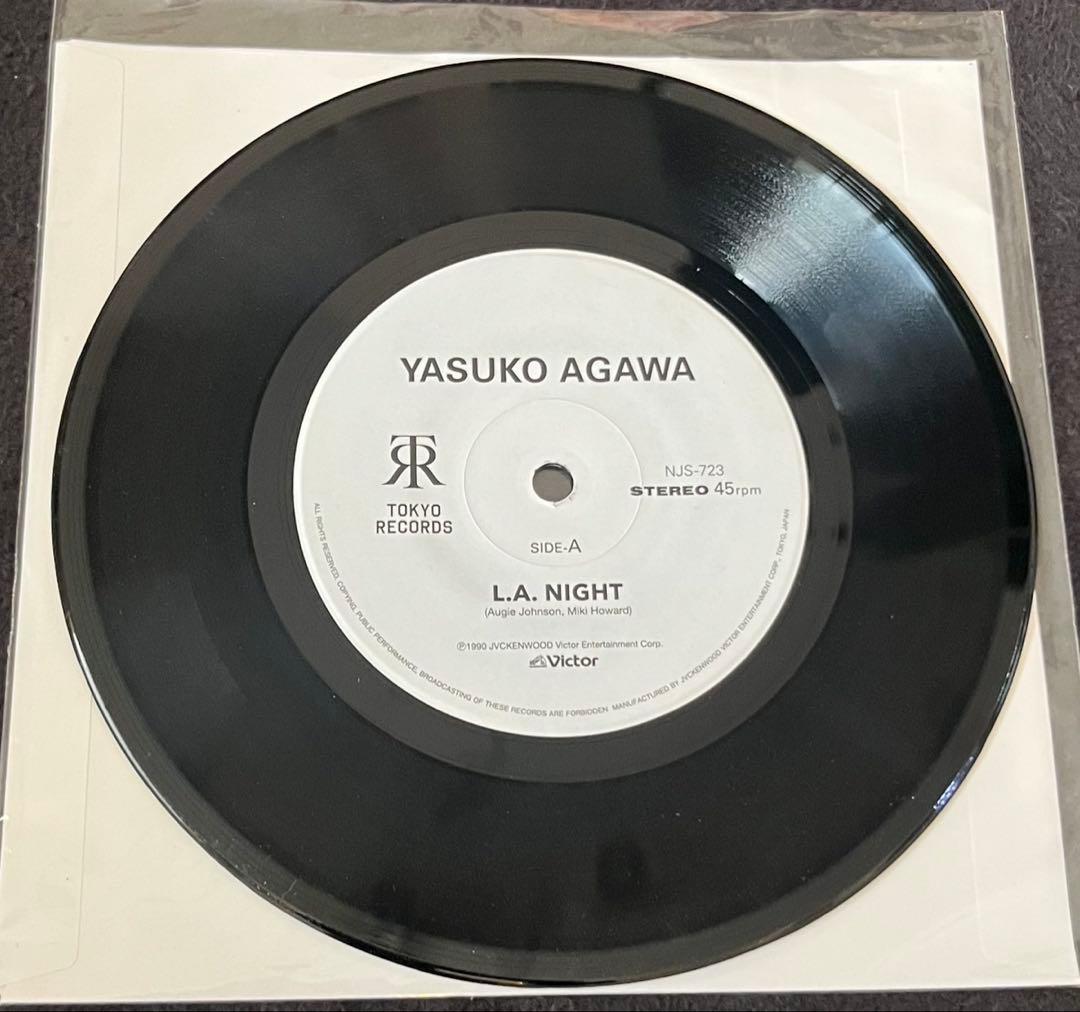 YASUKO AGAWA
TR
TOKYO
RECORDS
NJS-723
STEREO 45rpm
SIDE-A
L.A. NIGHT
(Augie Johnson, Miki Howard)
℗1990 JVCKENWOOD Victor Entertainment Corp.
Victor
ALL RIGHTS RESERVED. COPYING, PUBLIC PERFORMANCE, BROADCASTING OF THESE RECORDS ARE FORBIDDEN. MANUFACTURED BY JVCKENWOOD VICTOR ENTERTAINMENT CORP., TOKYO, JAPAN